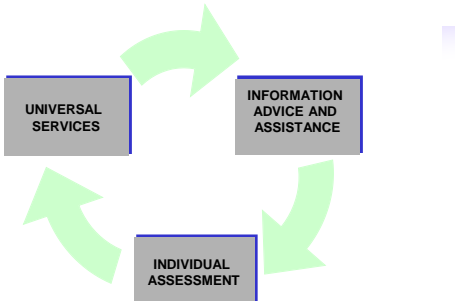 UNIVERSAL
SERVICES
INFORMATION
ADVICE AND
ASSISTANCE
INDIVIDUAL
ASSESSMENT